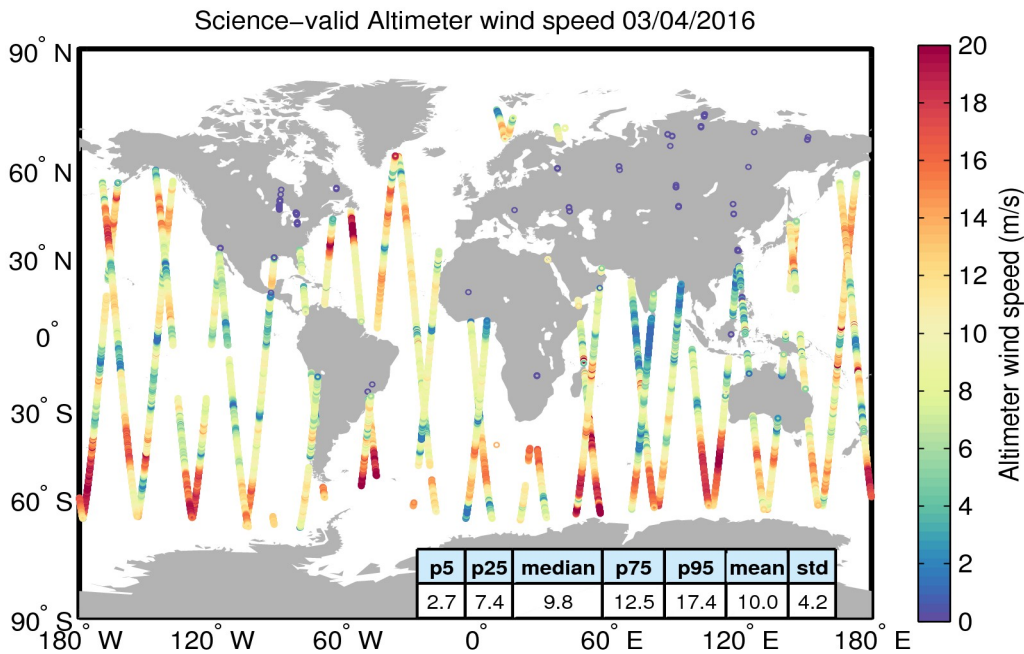 Science−valid Altimeter wind speed 03/04/2016
90° N
60° N
30° N
0°
30° S
60° S
90° S
180° W
120° W
60° W
0°
60° E
120° E
180° E
p5 p25 median p75 p95 mean std
2.7 7.4 9.8 12.5 17.4 10.0 4.2
20
18
16
14
12
10
8
6
4
2
0
Altimeter wind speed (m/s)